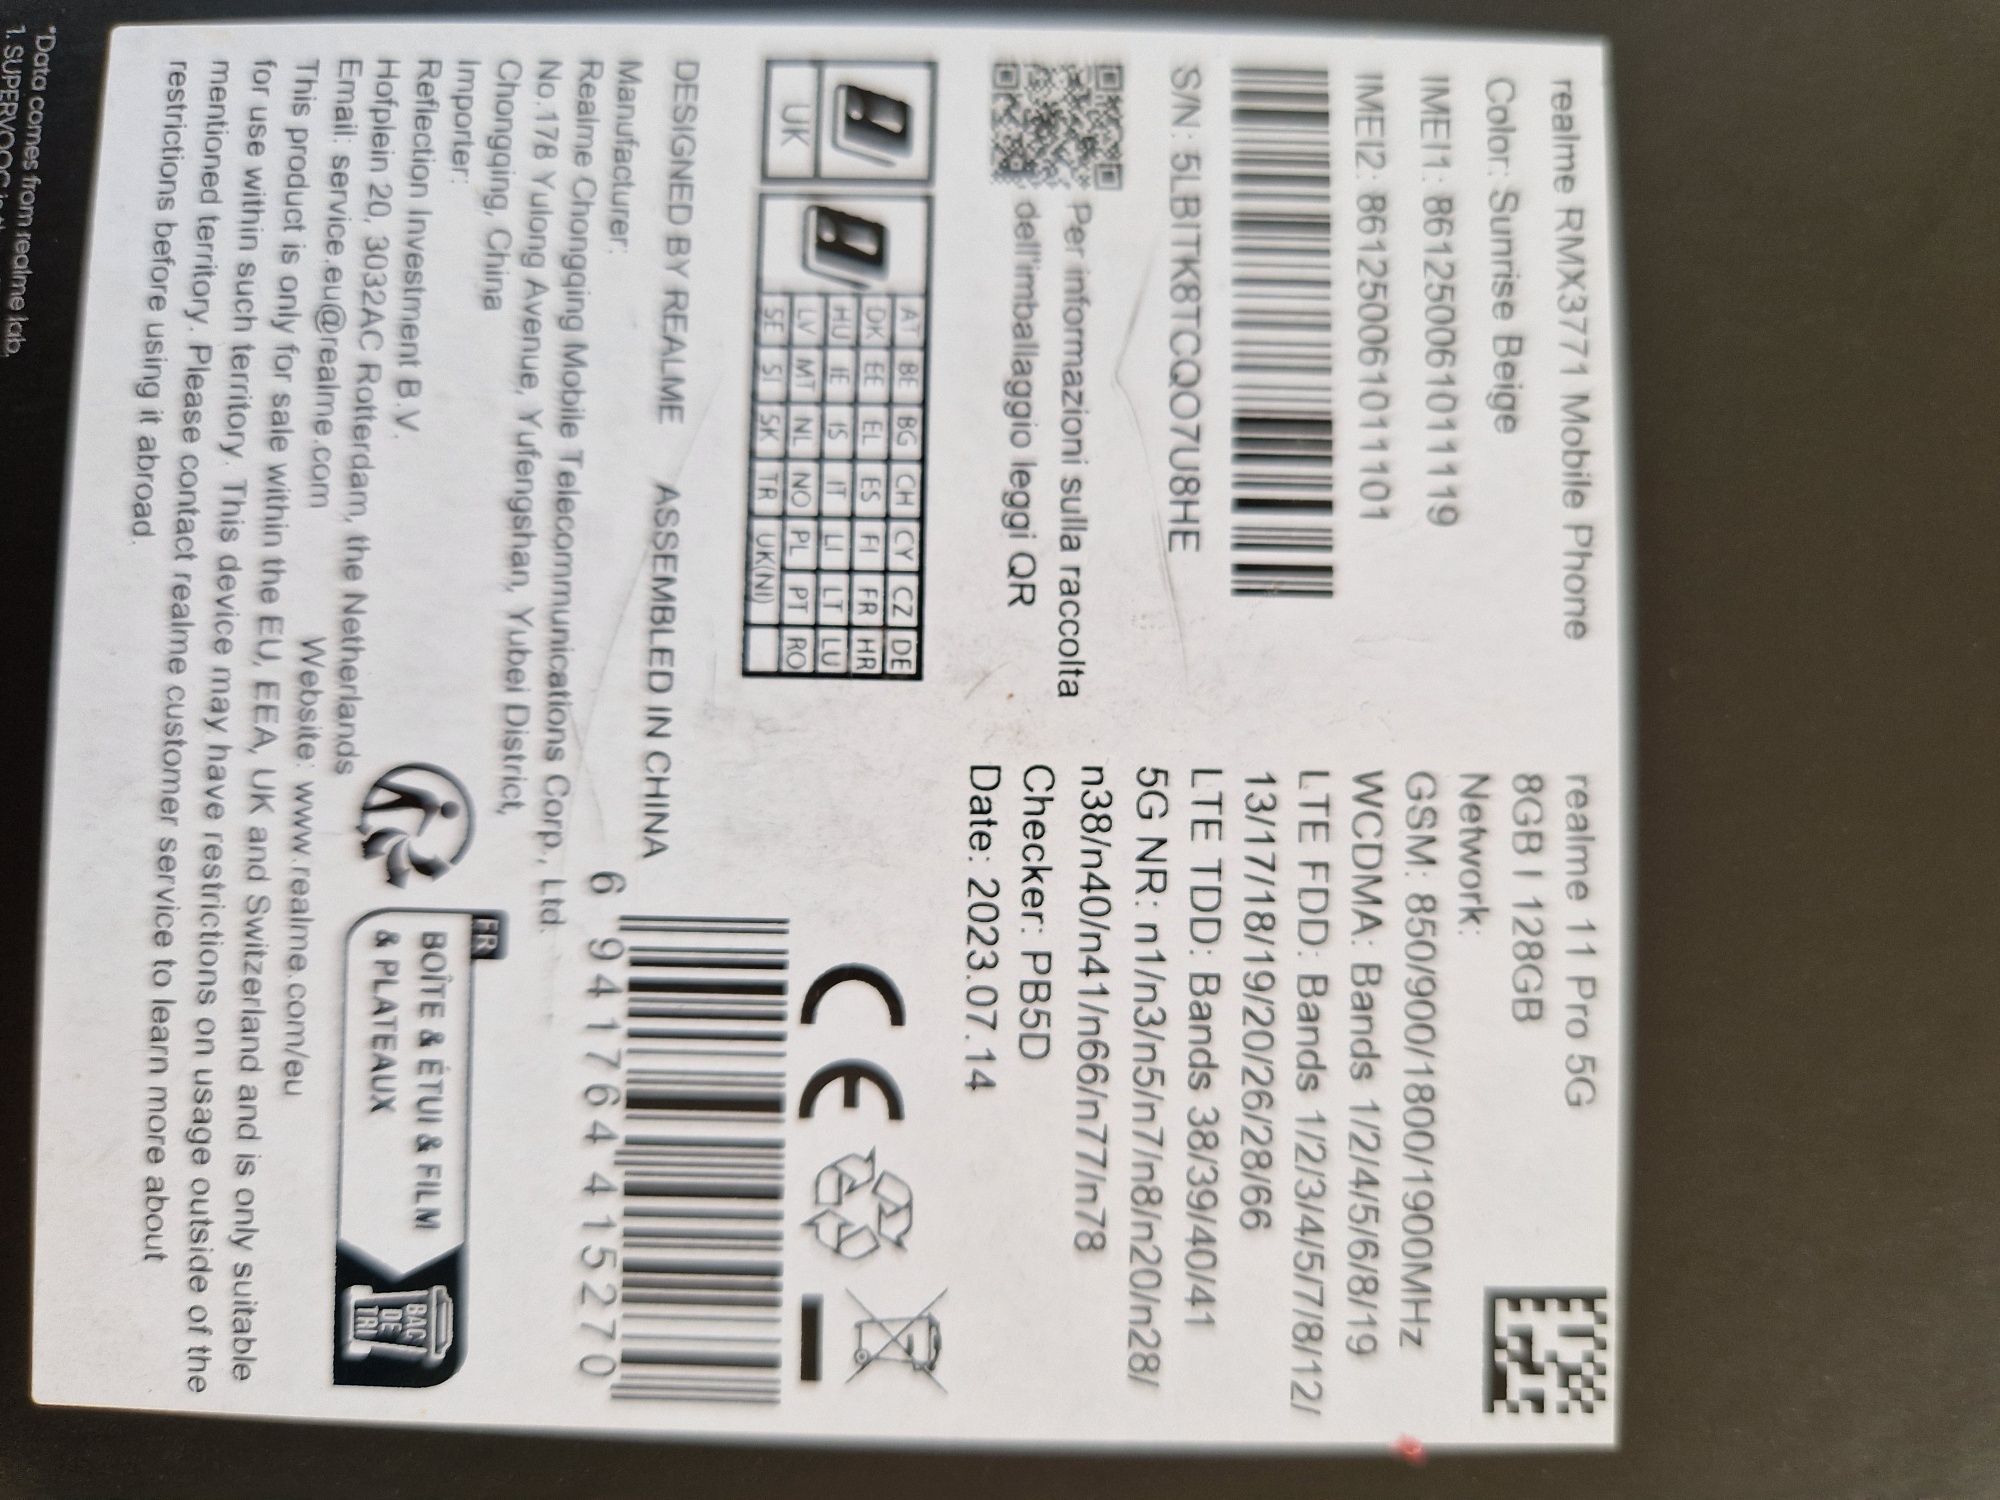 realme RMX3771 Mobile Phone
Color: Sunrise Beige
IMEI1: 861250061011119
IMEI2: 861250061011101
S/N: 5LBITK8TCQO7U8HE
Per informazioni sulla raccolta
dell'imballaggio leggi QR
realme 11 Pro 5G
8GB I 128GB
Network:
GSM: 850/900/1800/1900MHz
WCDMA: Bands 1/2/4/5/6/8/19
LTE FDD: Bands 1/2/3/4/5/7/8/12/
13/17/18/19/20/26/28/66
LTE TDD: Bands 38/39/40/41
5G NR: n1/n3/n5/n7/n8/n20/n28/
n38/n40/n41/n66/n77/n78
Checker: PB5D
Date: 2023.07.14
UK
AT BE BG CH CY CZ DE
DK EE EL ES FI FR HR
HU IE IS IT LI LT LU
LV MT NL NO PL PT RO
SE SI SK TR UK(NI)
CE
DESIGNED BY REALME ASSEMBLED IN CHINA
6 941764 415270
Manufacturer:
Realme Chongqing Mobile Telecommunications Corp., Ltd.
No.178 Yulong Avenue, Yufengshan, Yubei District,
Chongqing, China
Importer:
Reflection Investment B.V.
Hofplein 20, 3032AC Rotterdam, the Netherlands
Email: service.eu@realme.com Website: www.realme.com/eu
FR
BOÎTE & ÉTUI & FILM
& PLATEAUX
BAC
DE
TRI
This product is only for sale within the EU, EEA, UK and Switzerland and is only suitable
for use within such territory. This device may have restrictions on usage outside of the
mentioned territory. Please contact realme customer service to learn more about
restrictions before using it abroad.
*Data comes from realme lab.
1. SUPERVOOC